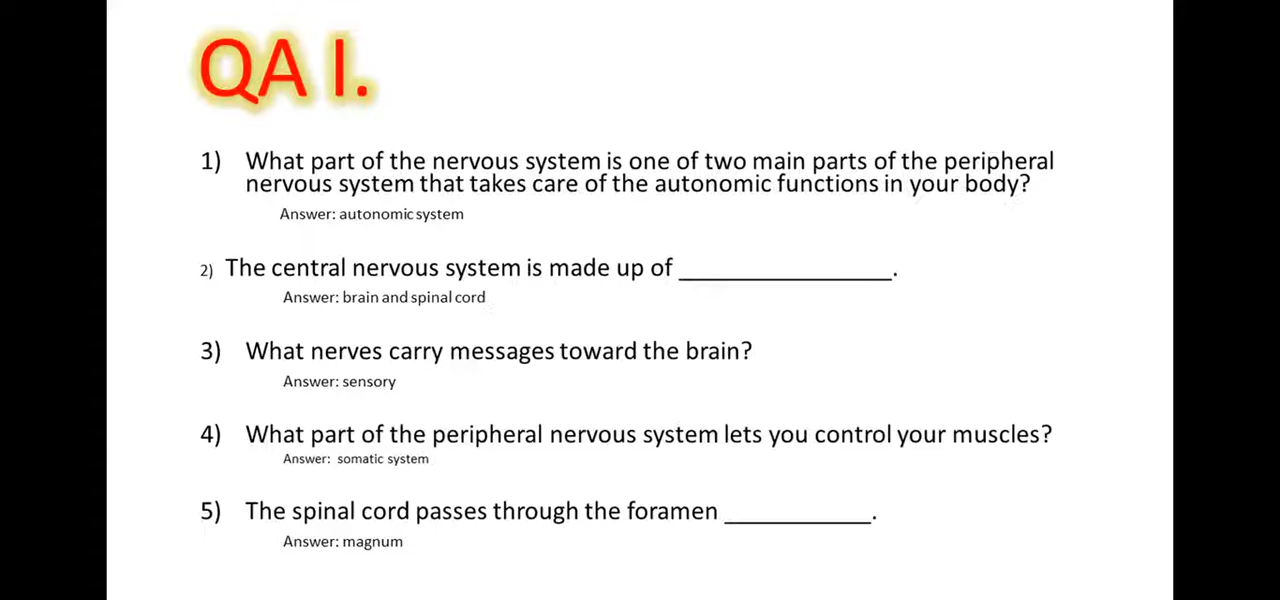 QA I.
1) What part of the nervous system is one of two main parts of the peripheral
nervous system that takes care of the autonomic functions in your body?
Answer: autonomic system
2) The central nervous system is made up of ________________.
Answer: brain and spinal cord
3) What nerves carry messages toward the brain?
Answer: sensory
4) What part of the peripheral nervous system lets you control your muscles?
Answer: somatic system
5) The spinal cord passes through the foramen ___________.
Answer: magnum